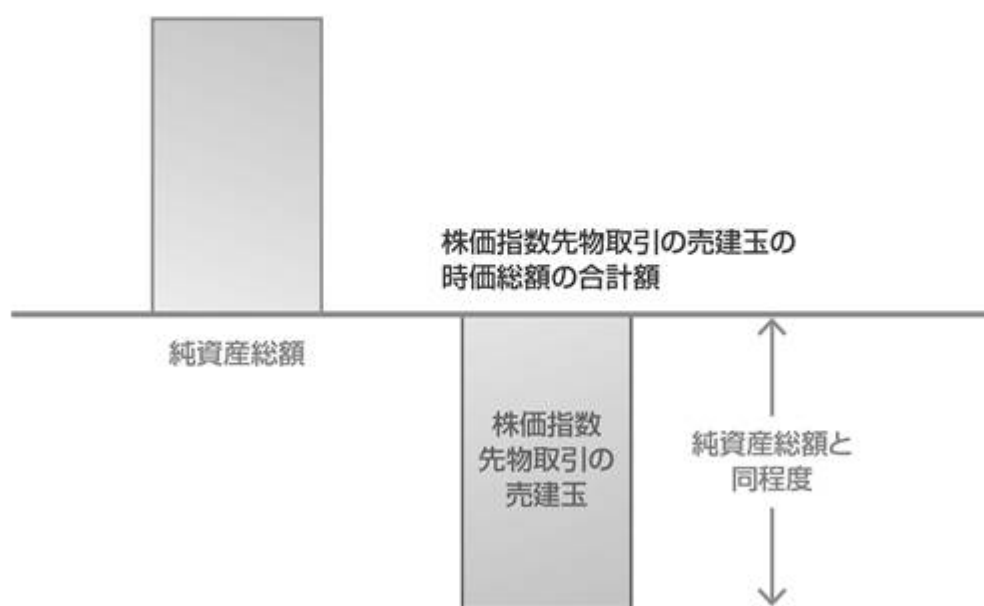 株価指数先物取引の売建玉の
時価総額の合計額
純資産総額
株価指数
先物取引の
売建玉
純資産総額と
同程度